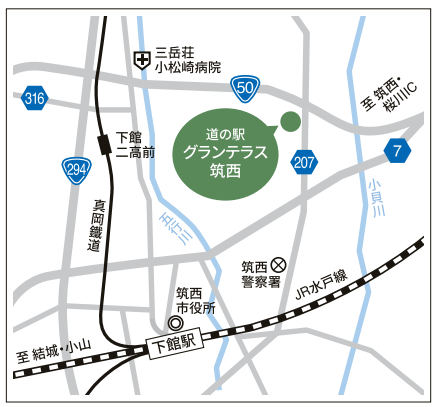 三岳荘
小松崎病院
50
至 筑西・
桜川IC
316
道の駅
グランテラス
筑西
下館
二高前
7
207
294
小貝川
真岡鐵道
五行川
筑西
警察署
JR水戸線
筑西
市役所
下館駅
至 結城・小山